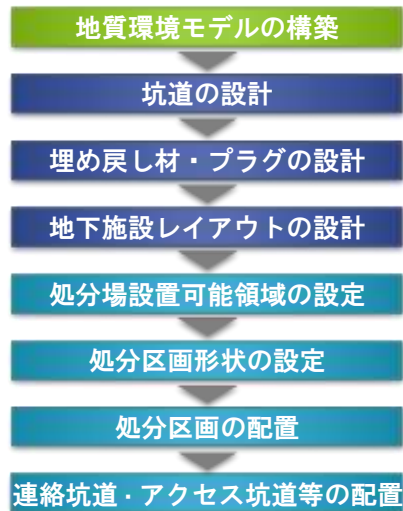 地質環境モデルの構築
坑道の設計
埋め戻し材・プラグの設計
地下施設レイアウトの設計
処分場設置可能領域の設定
処分区画形状の設定
処分区画の配置
連絡坑道・アクセス坑道等の配置